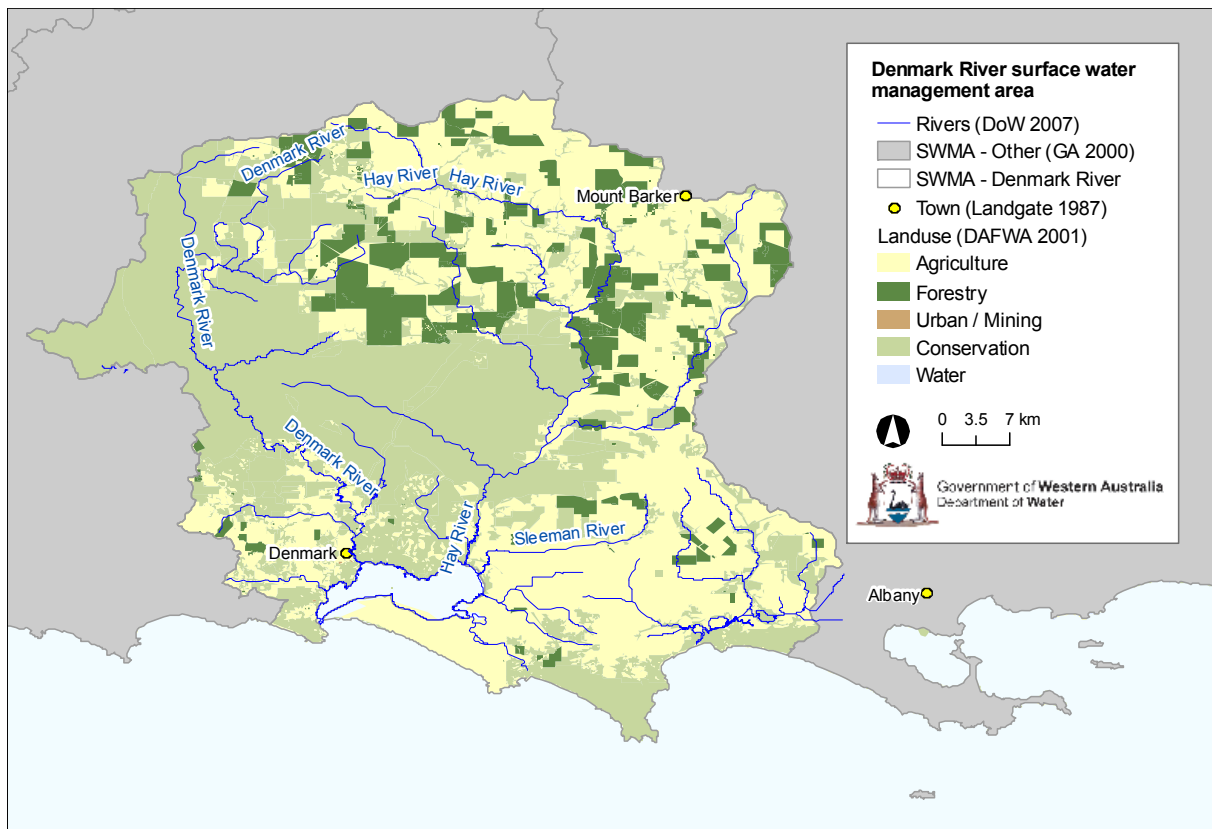 Denmark River surface water
management area
Rivers (DoW 2007)
SWMA - Other (GA 2000)
SWMA - Denmark River
Town (Landgate 1987)
Landuse (DAFWA 2001)
Agriculture
Forestry
Urban / Mining
Conservation
Water
0 3.5 7 km
Government of Western Australia
Department of Water
Denmark River
Hay River
Hay River
Mount Barker
Denmark River
Denmark River
Hay River
Sleeman River
Denmark
Albany